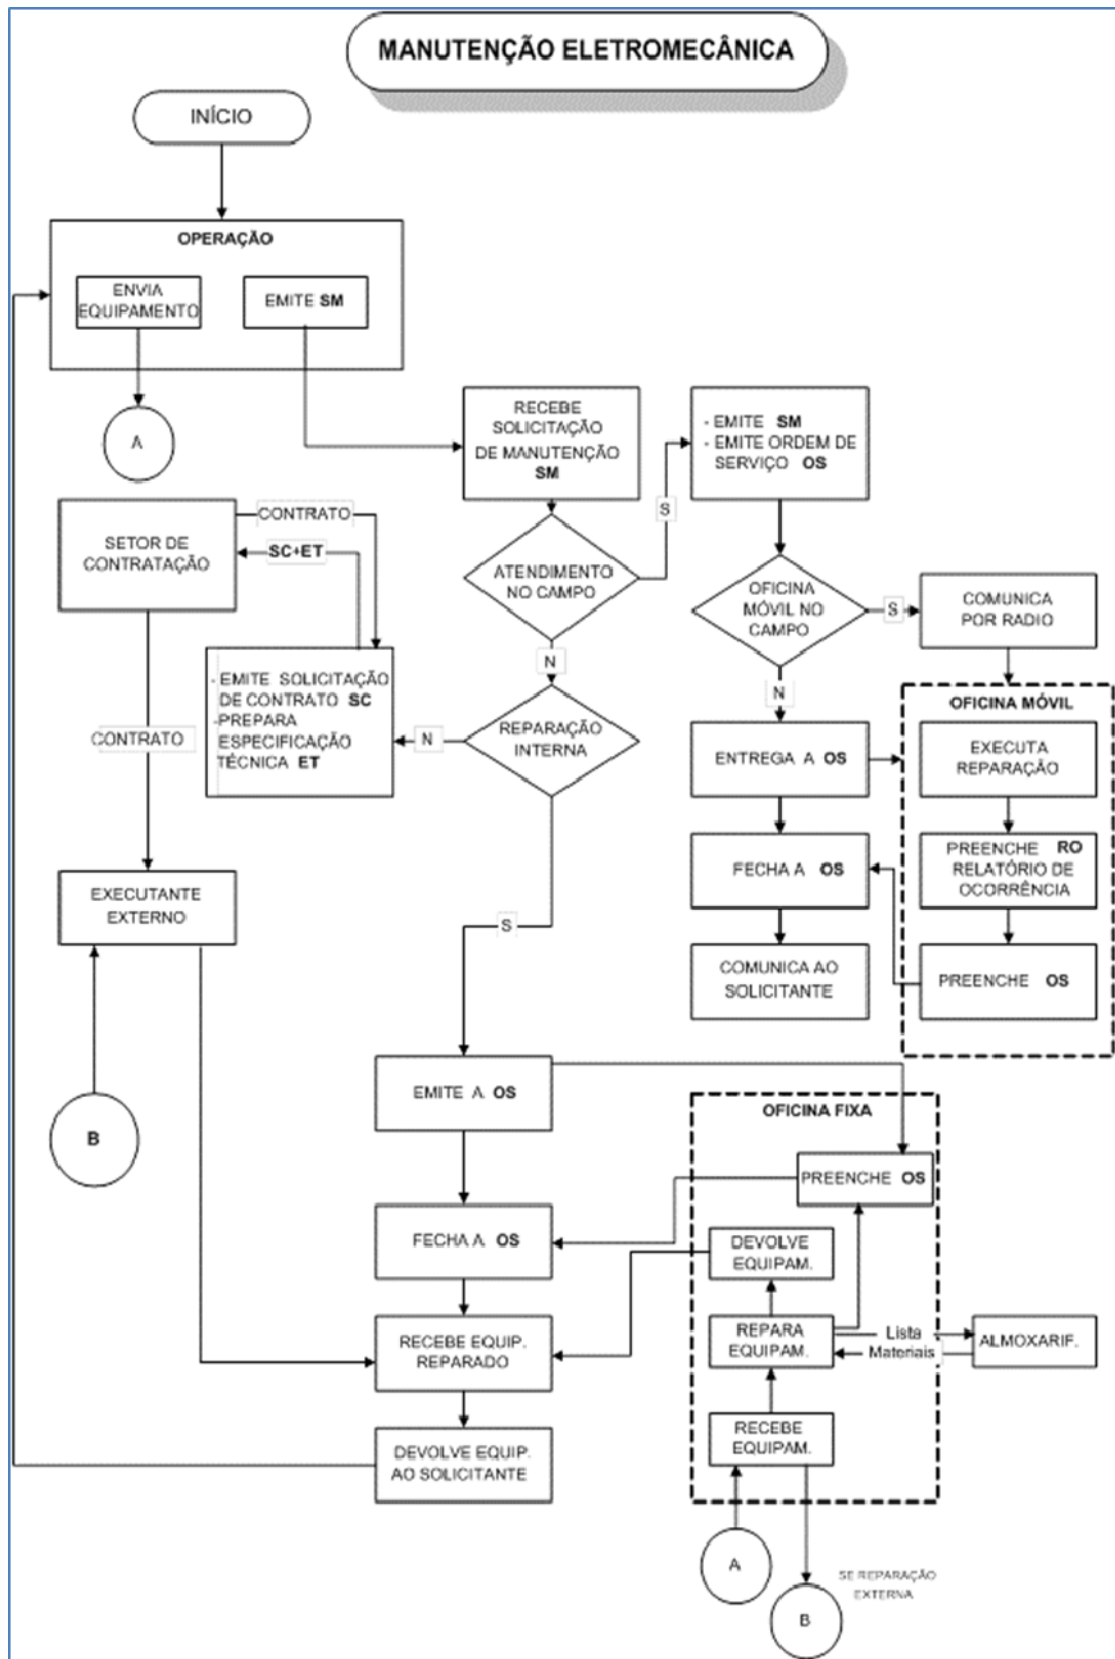 MANUTENÇÃO ELETROMECÂNICA
INÍCIO
OPERAÇÃO
ENVIA
EQUIPAMENTO
EMITE SM
A
RECEBE
SOLICITAÇÃO
DE MANUTENÇÃO
SM
- EMITE SM
- EMITE ORDEM DE
SERVIÇO OS
S
CONTRATO
SETOR DE
CONTRATAÇÃO
SC+ET
ATENDIMENTO
NO CAMPO
OFICINA
MÓVIL NO
CAMPO
S
COMUNICA
POR RADIO
N
N
- EMITE SOLICITAÇÃO
DE CONTRATO SC
-PREPARA
ESPECIFICAÇÃO
TÉCNICA ET
CONTRATO
N
REPARAÇÃO
INTERNA
OFICINA MÓVIL
ENTREGA A OS
EXECUTA
REPARAÇÃO
FECHA A OS
PREENCHE RO
RELATÓRIO DE
OCORRÊNCIA
EXECUTANTE
EXTERNO
S
COMUNICA AO
SOLICITANTE
PREENCHE OS
EMITE A OS
OFICINA FIXA
B
PREENCHE OS
FECHA A OS
DEVOLVE
EQUIPAM.
RECEBE EQUIP.
REPARADO
REPARA
EQUIPAM.
Lista
Materiais
ALMOXARIF.
DEVOLVE EQUIP.
AO SOLICITANTE
RECEBE
EQUIPAM.
A
SE REPARAÇÃO
EXTERNA
B